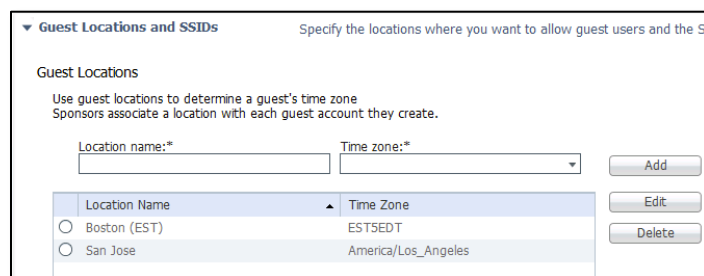 Guest Locations and SSIDs Specify the locations where you want to allow guest users and the S
Guest Locations
Use guest locations to determine a guest's time zone
Sponsors associate a location with each guest account they create.
Location name:* Time zone:*
Add
Location Name Time Zone Edit
Boston (EST) EST5EDT
Delete
San Jose America/Los_Angeles